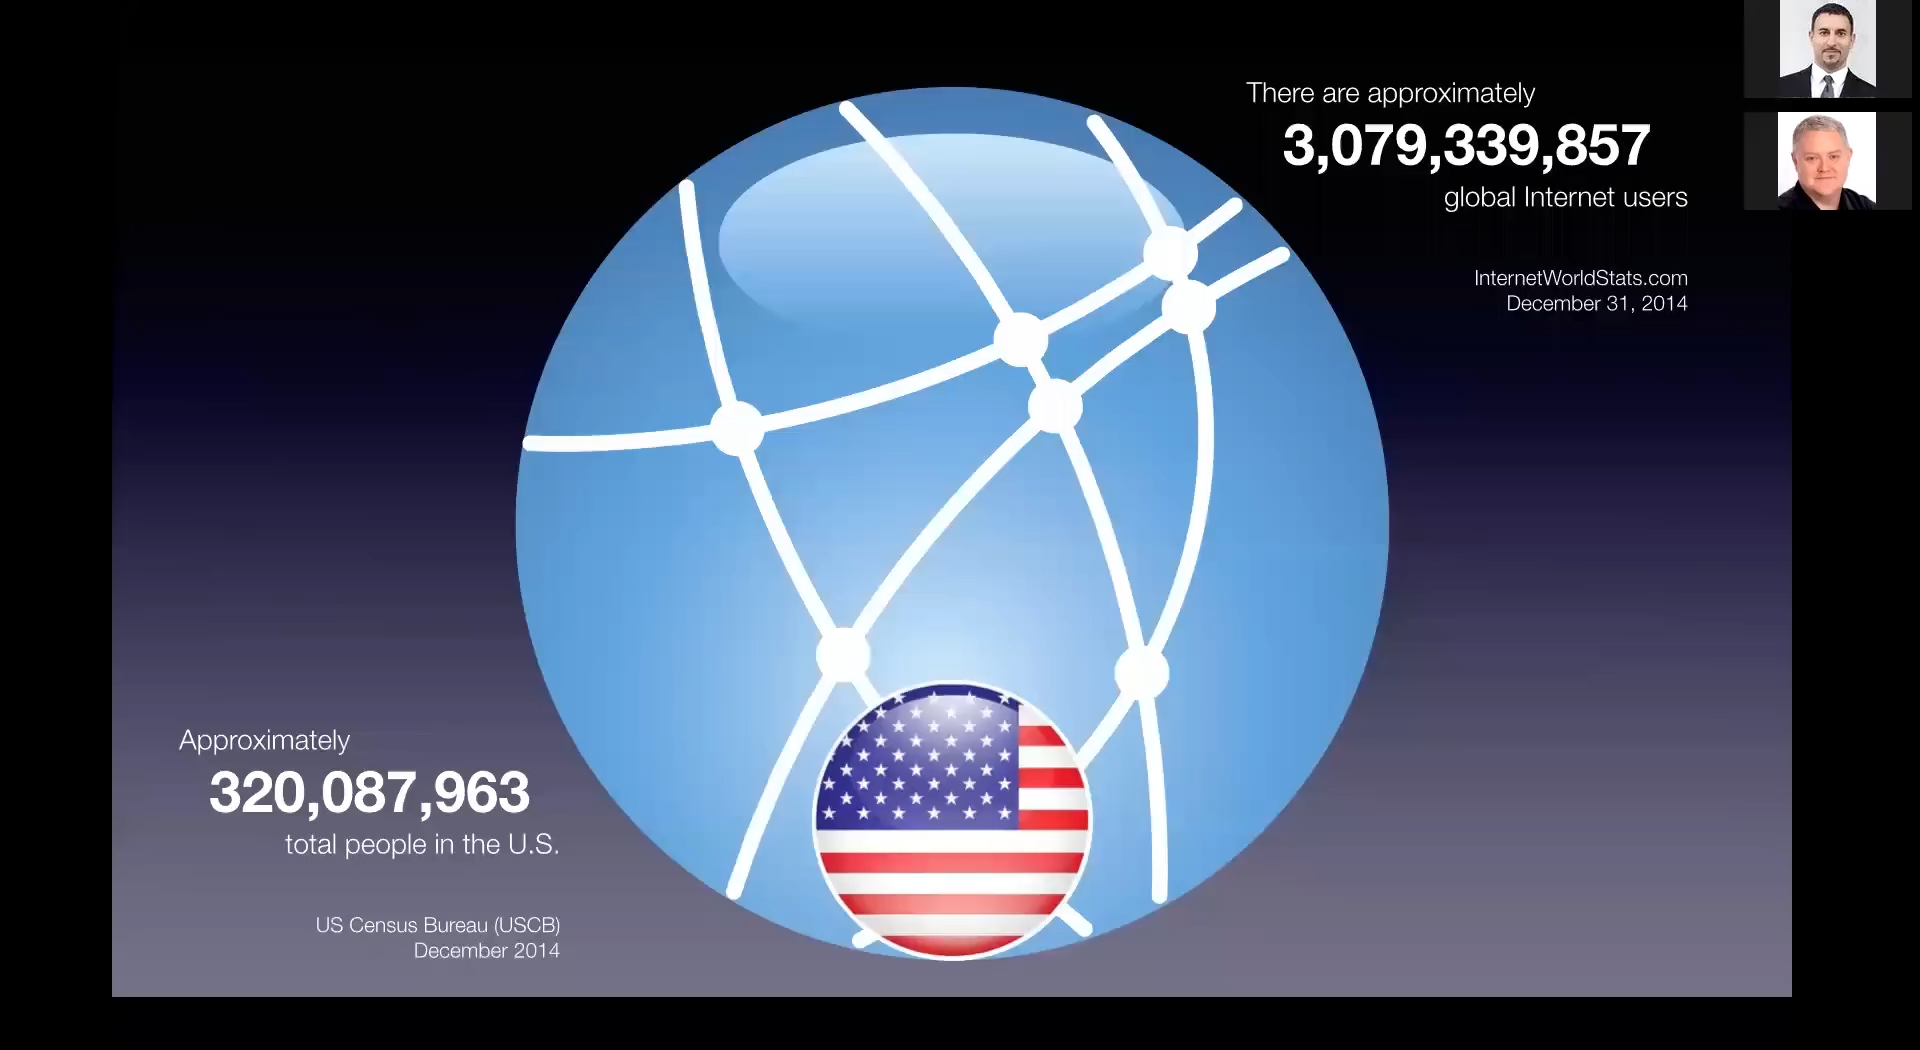 There are approximately
3,079,339,857
global Internet users
InternetWorldStats.com
December 31, 2014
Approximately
320,087,963
total people in the U.S.
US Census Bureau (USCB)
December 2014